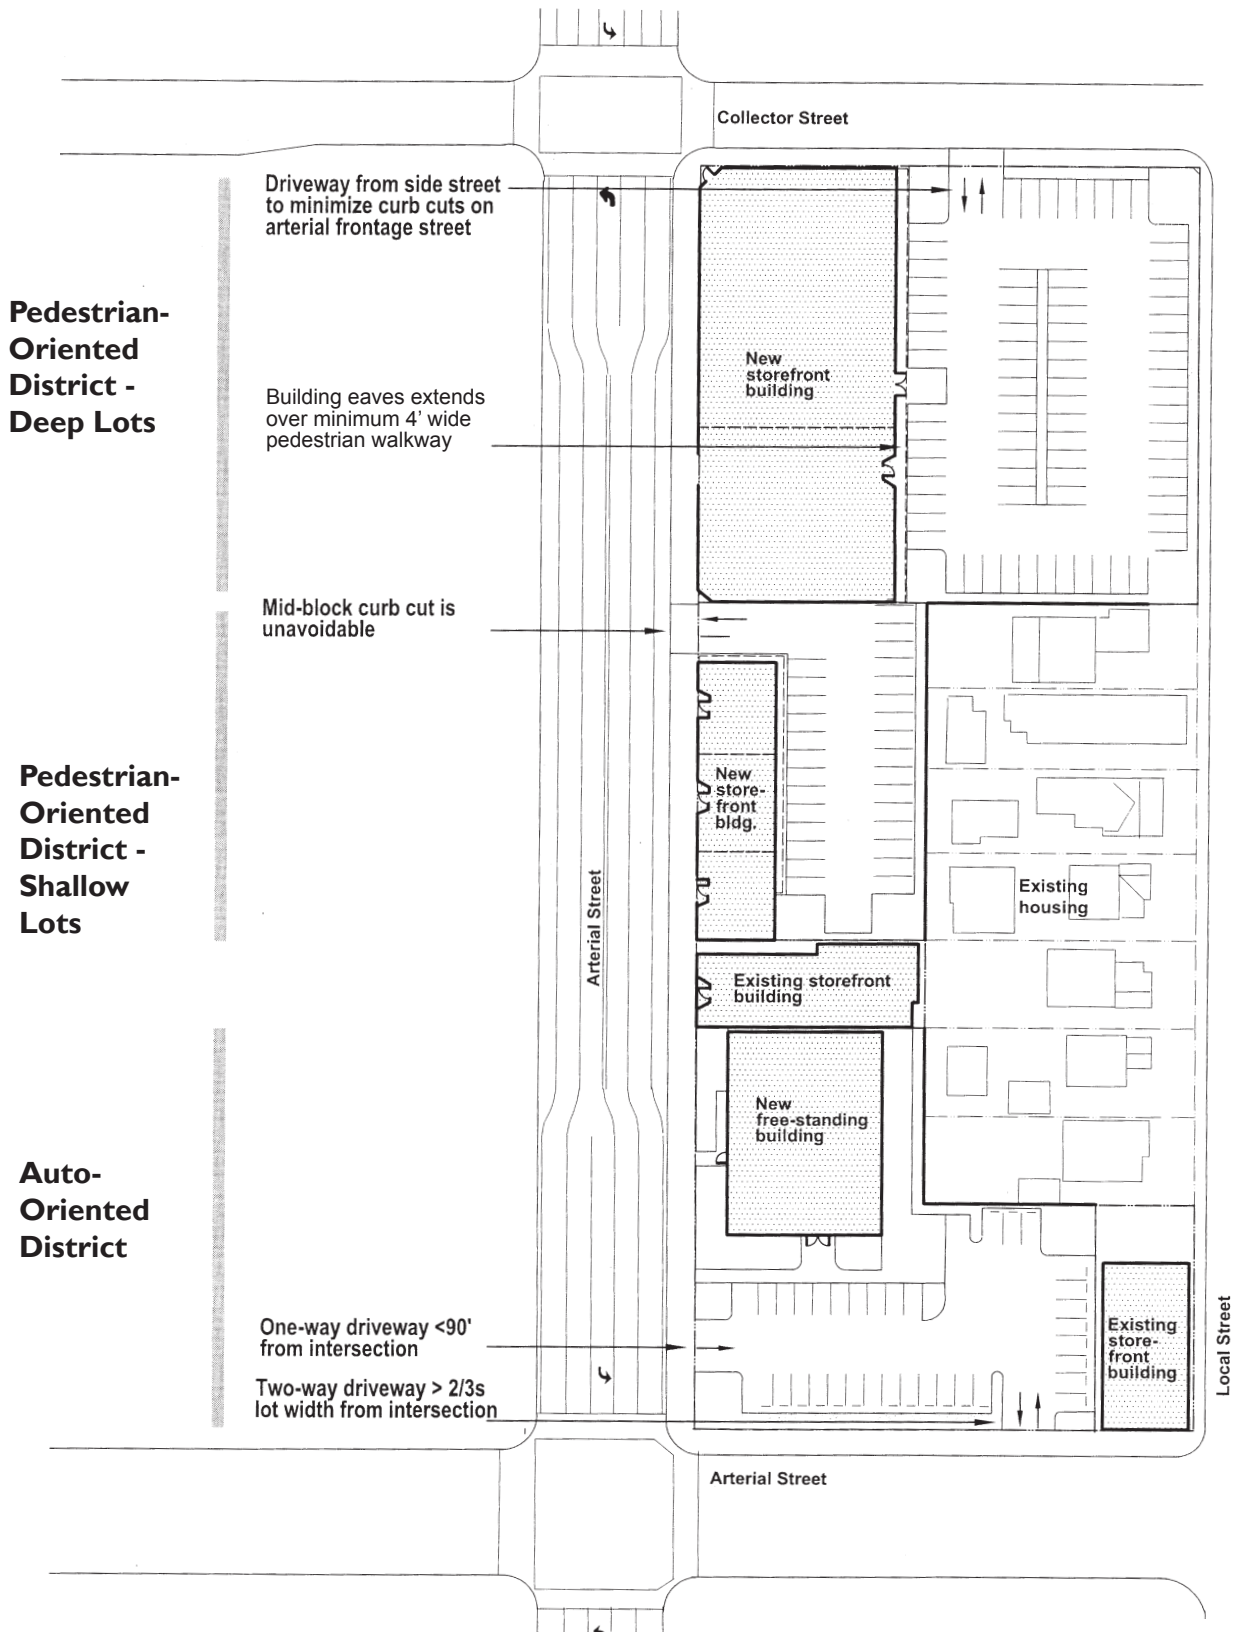 Collector Street
Driveway from side street
to minimize curb cuts on
arterial frontage street
Pedestrian-
Oriented
District -
Deep Lots
New
storefront
building
Building eaves extends
over minimum 4’ wide
pedestrian walkway
Mid-block curb cut is
unavoidable
Pedestrian-
Oriented
District -
Shallow
Lots
New
store-
front
bldg.
Arterial Street
Existing
housing
Existing storefront
building
New
free-standing
building
Auto-
Oriented
District
One-way driveway <90'
from intersection
Two-way driveway > 2/3s
lot width from intersection
Existing
store-
front
building
Local Street
Arterial Street